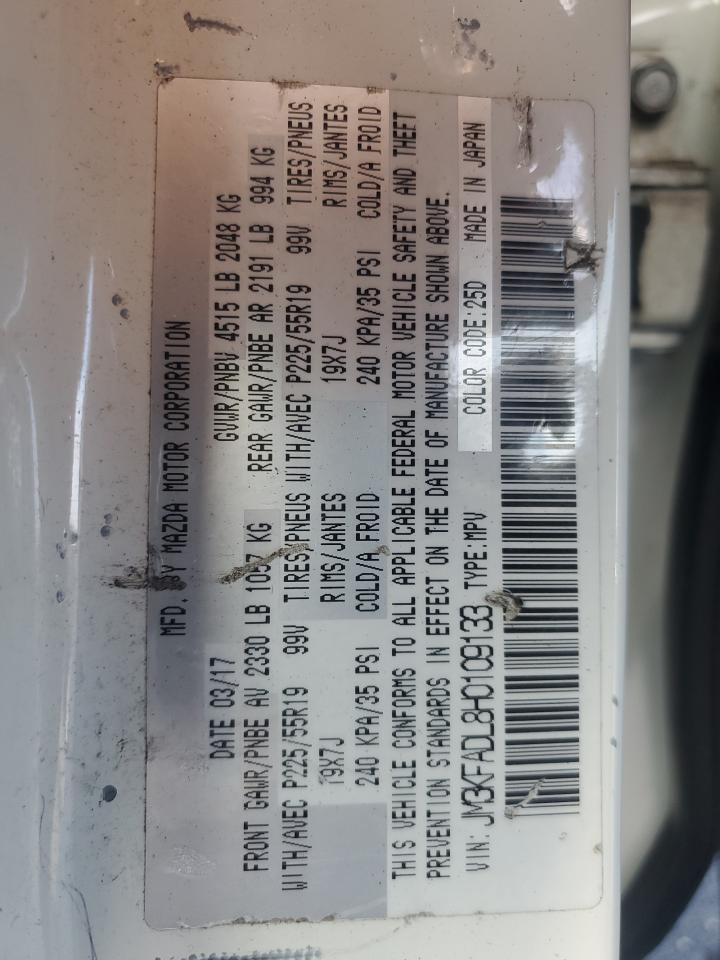 MFD. BY MAZDA MOTOR CORPORATION
DATE 03/17 GVWR/PNBV 4515 LB 2048 KG
FRONT GAWR/PNBE AV 2330 LB 1057 KG REAR GAWR/PNBE AR 2191 LB 994 KG
WITH/AVEC P225/55R19 99V TIRES/PNEUS WITH/AVEC P225/55R19 99V TIRES/PNEUS
19X7J RIMS/JANTES 19X7J RIMS/JANTES
240 KPA/35 PSI COLD/A FROID 240 KPA/35 PSI COLD/A FROID
THIS VEHICLE CONFORMS TO ALL APPLICABLE FEDERAL MOTOR VEHICLE SAFETY AND THEFT
PREVENTION STANDARDS IN EFFECT ON THE DATE OF MANUFACTURE SHOWN ABOVE.
VIN: JM3KFADL8H0109133 TYPE:MPV COLOR CODE:25D MADE IN JAPAN